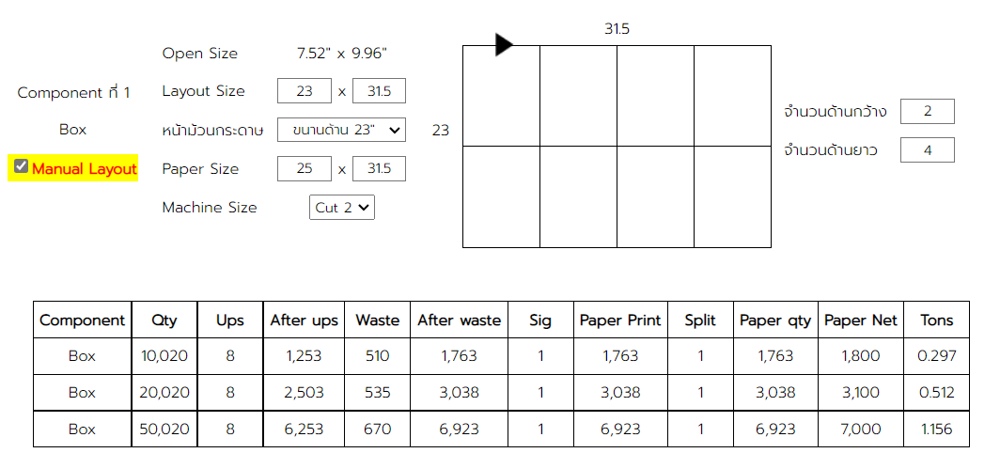 31.5
Open Size 7.52" x 9.96"
Component ที่ 1 Layout Size 23 x 31.5
จำนวนด้านกว้าง 2
Box หน้าม้วนกระดาษ ขนานด้าน 23" 23
จำนวนด้านยาว 4
Manual Layout Paper Size 25 x 31.5
Machine Size Cut 2
Component Qty Ups After ups Waste After waste Sig Paper Print Split Paper qty Paper Net Tons
Box 10,020 8 1,253 510 1,763 1 1,763 1 1,763 1,800 0.297
Box 20,020 8 2,503 535 3,038 1 3,038 1 3,038 3,100 0.512
Box 50,020 8 6,253 670 6,923 1 6,923 1 6,923 7,000 1.156